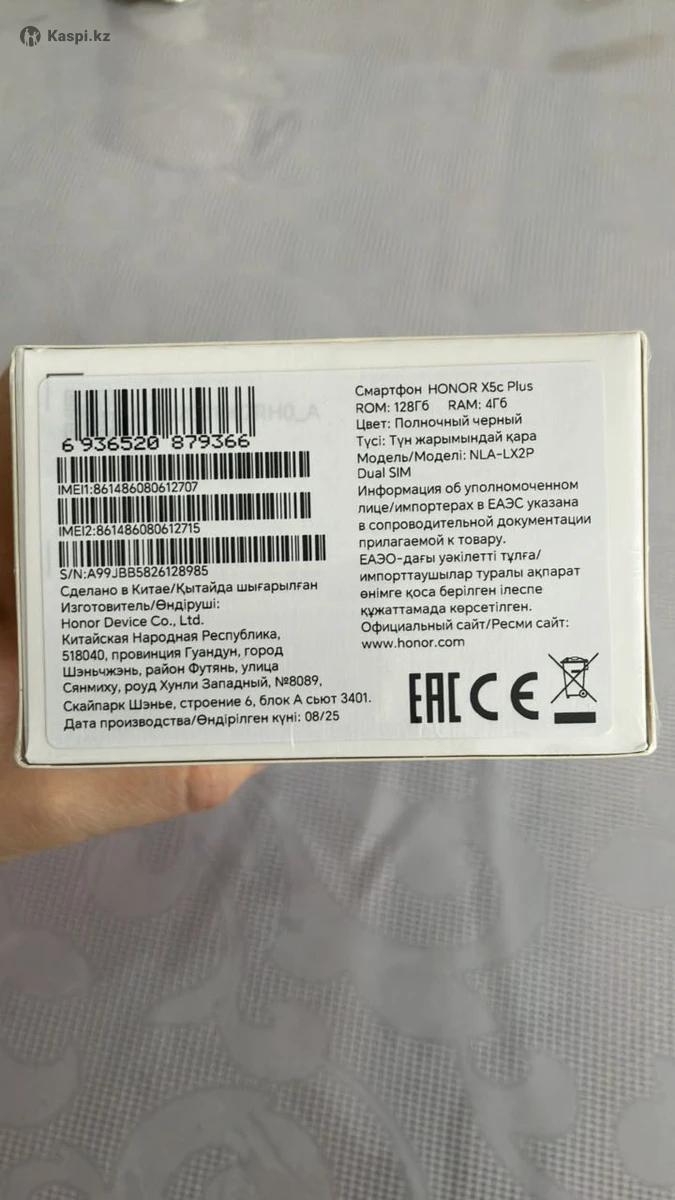 Kaspi.kz
6 936520 879366
IMEI1:861486080612707
IMEI2:861486080612715
S/N:A99JBB5826128985
Сделано в Китае/Қытайда шығарылған
Изготовитель/Өндіруші:
Honor Device Co., Ltd.
Китайская Народная Республика,
518040, провинция Гуандун, город
Шэньчжэнь, район Футянь, улица
Сянмиху, роуд Хунли Западный, №8089,
Скайпарк Шэнье, строение 6, блок А сьют 3401.
Дата производства/Өндірілген күні: 08/25
Смартфон HONOR X5c Plus
ROM: 128Гб RAM: 4Гб
Цвет: Полночный черный
Түсі: Түн жарымындай қара
Модель/Моделі: NLA-LX2P
Dual SIM
Информация об уполномоченном
лице/импортерах в ЕАЭС указана
в сопроводительной документации
прилагаемой к товару.
ЕАЭО-дағы уәкілетті тұлға/
импорттаушылар туралы ақпарат
өнімге қоса берілген ілеспе
құжаттамада көрсетілген.
Официальный сайт/Ресми сайт:
www.honor.com
EAC CE